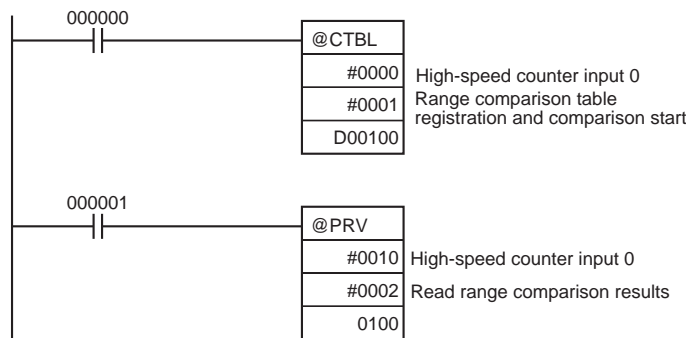 000000
@CTBL
#0000 High-speed counter input 0
#0001 Range comparison table
registration and comparison start
D00100
000001
@PRV
#0010 High-speed counter input 0
#0002 Read range comparison results
0100